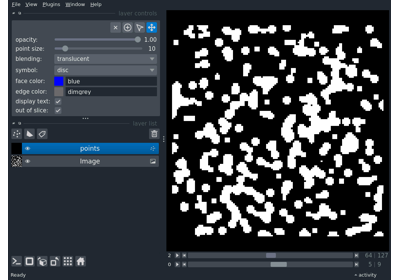 File View Plugins Window Help
layer controls
opacity: 1.00
point size: 10
blending: translucent
symbol: disc
face color: blue
edge color: dimgrey
display text:
out of slice:
layer list
points
Image
2 64 127
0 5 9
Ready activity